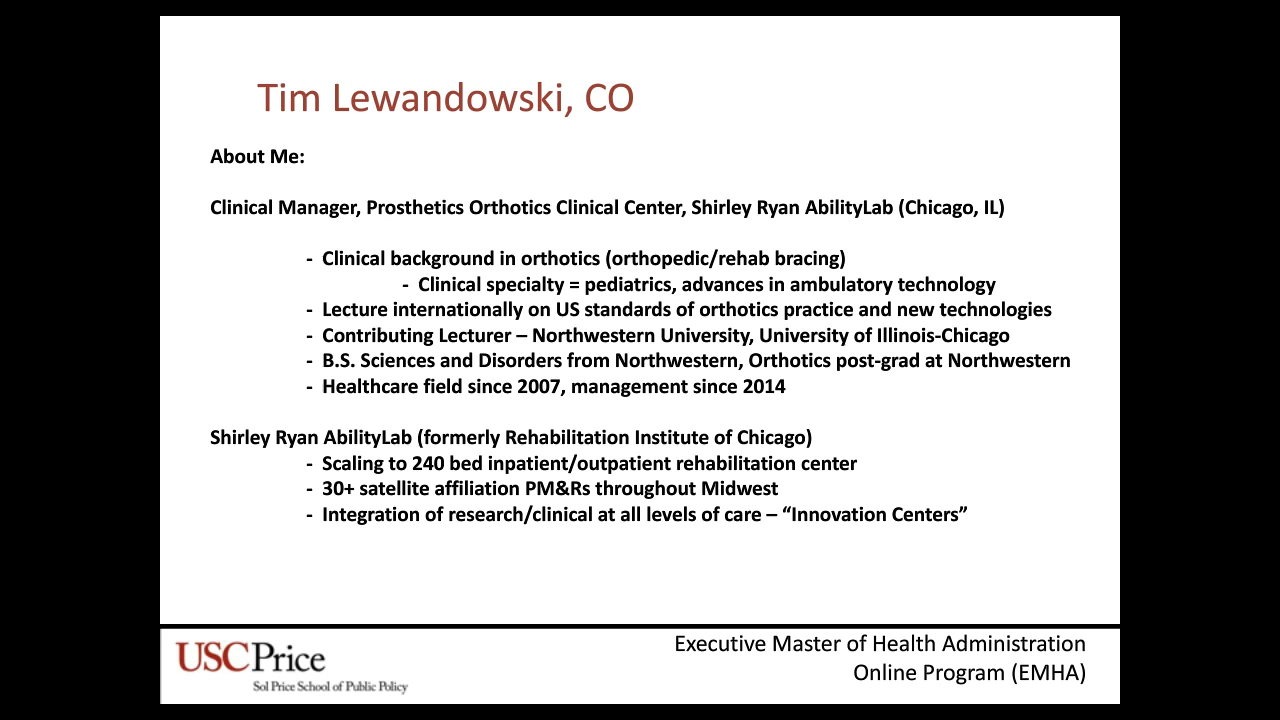 Tim Lewandowski, CO
About Me:
Clinical Manager, Prosthetics Orthotics Clinical Center, Shirley Ryan AbilityLab (Chicago, IL)
- Clinical background in orthotics (orthopedic/rehab bracing)
- Clinical specialty = pediatrics, advances in ambulatory technology
- Lecture internationally on US standards of orthotics practice and new technologies
- Contributing Lecturer – Northwestern University, University of Illinois-Chicago
- B.S. Sciences and Disorders from Northwestern, Orthotics post-grad at Northwestern
- Healthcare field since 2007, management since 2014
Shirley Ryan AbilityLab (formerly Rehabilitation Institute of Chicago)
- Scaling to 240 bed inpatient/outpatient rehabilitation center
- 30+ satellite affiliation PM&Rs throughout Midwest
- Integration of research/clinical at all levels of care – “Innovation Centers”
USCPrice
Sol Price School of Public Policy
Executive Master of Health Administration
Online Program (EMHA)